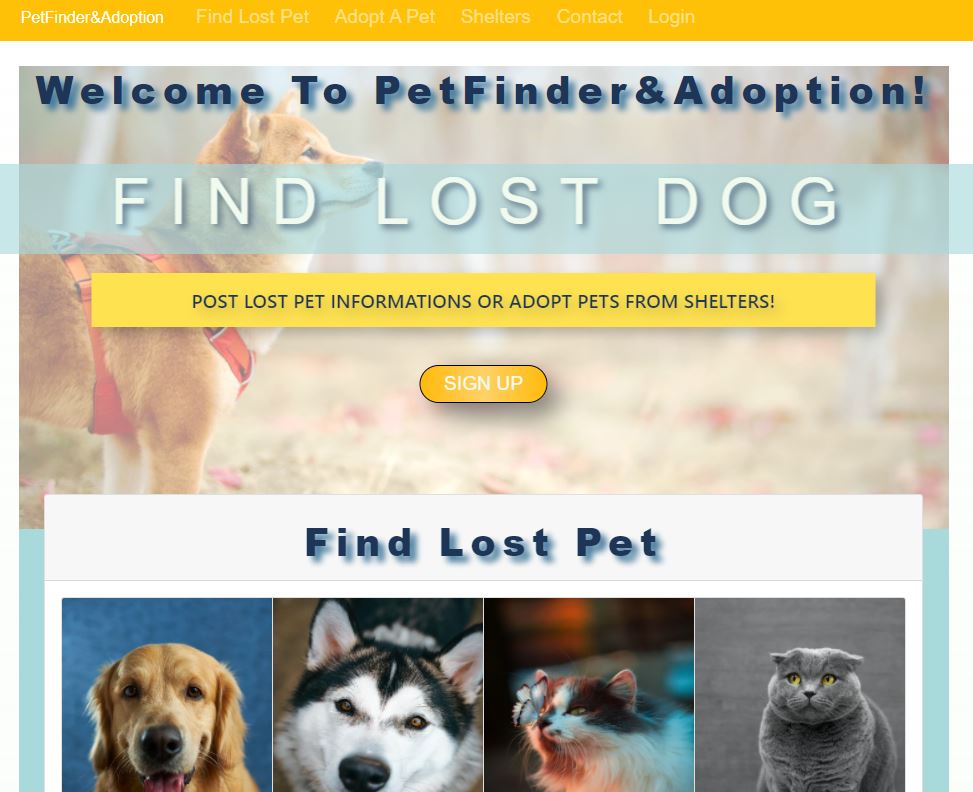 PetFinder&Adoption Find Lost Pet Adopt A Pet Shelters Contact Login
Welcome To PetFinder&Adoption!
FIND LOST DOG
POST LOST PET INFORMATIONS OR ADOPT PETS FROM SHELTERS!
SIGN UP
Find Lost Pet